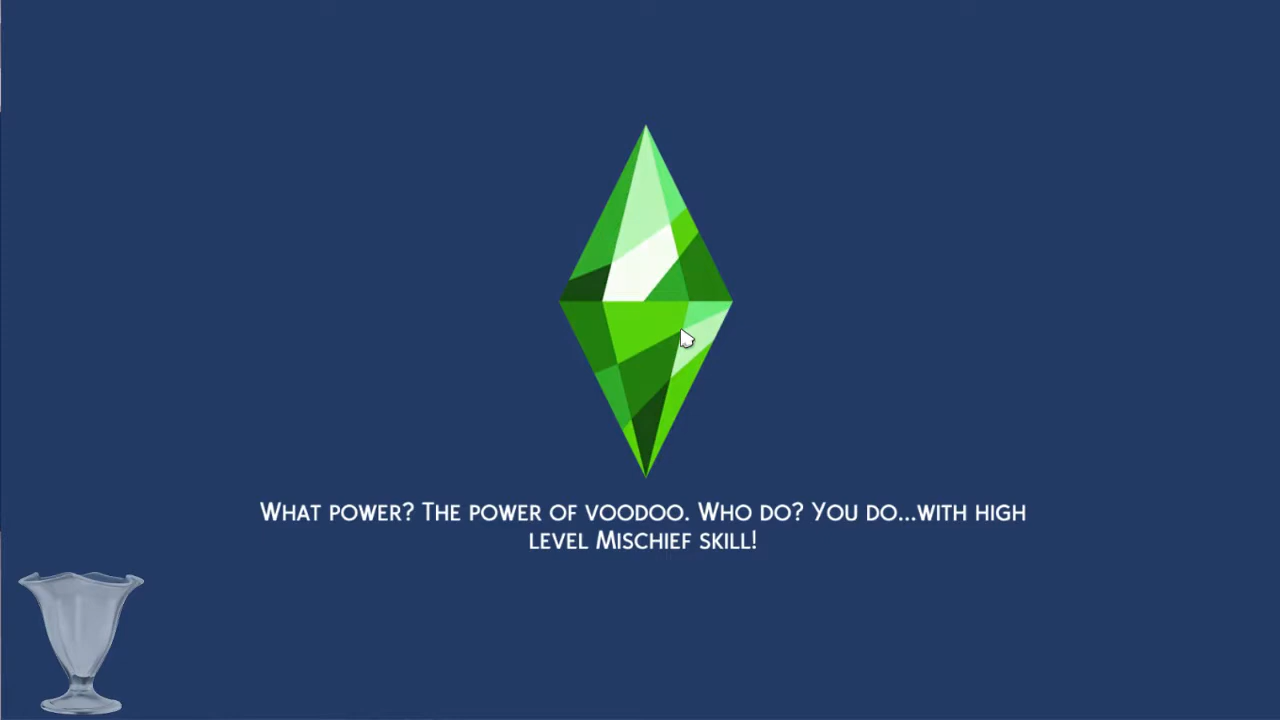 What power? The power of voodoo. Who do? You do...with high
level Mischief skill!